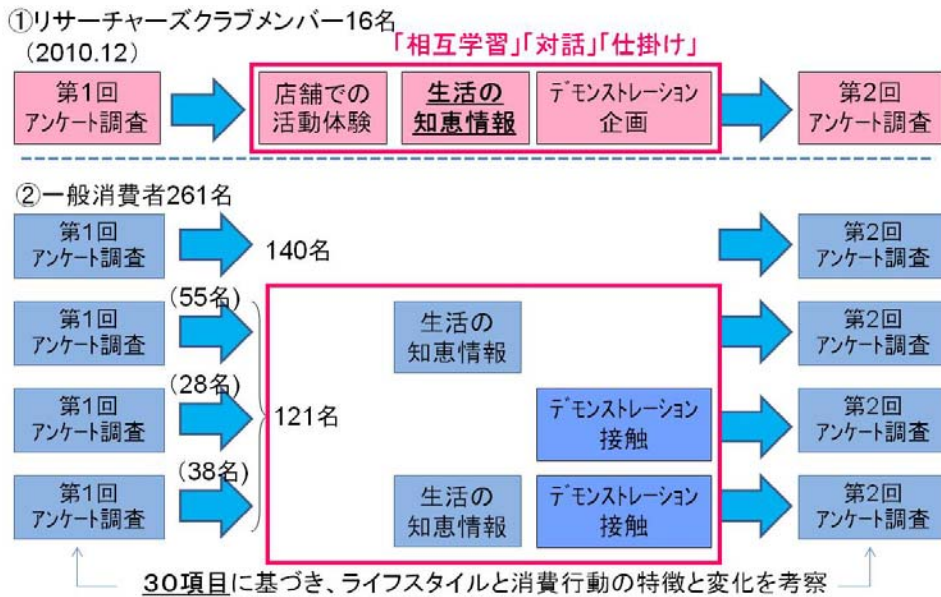 ①リサーチャーズクラブメンバー16名
(2010.12)
「相互学習」「対話」「仕掛け」
第1回
アンケート調査
店舗での
活動体験
生活の
知恵情報
デモンストレーション
企画
第2回
アンケート調査
②一般消費者261名
第1回
アンケート調査
140名
第2回
アンケート調査
第1回
アンケート調査
(55名)
生活の
知恵情報
第2回
アンケート調査
第1回
アンケート調査
(28名)
121名
デモンストレーション
接触
第2回
アンケート調査
第1回
アンケート調査
(38名)
生活の
知恵情報
デモンストレーション
接触
第2回
アンケート調査
30項目に基づき、ライフスタイルと消費行動の特徴と変化を考察